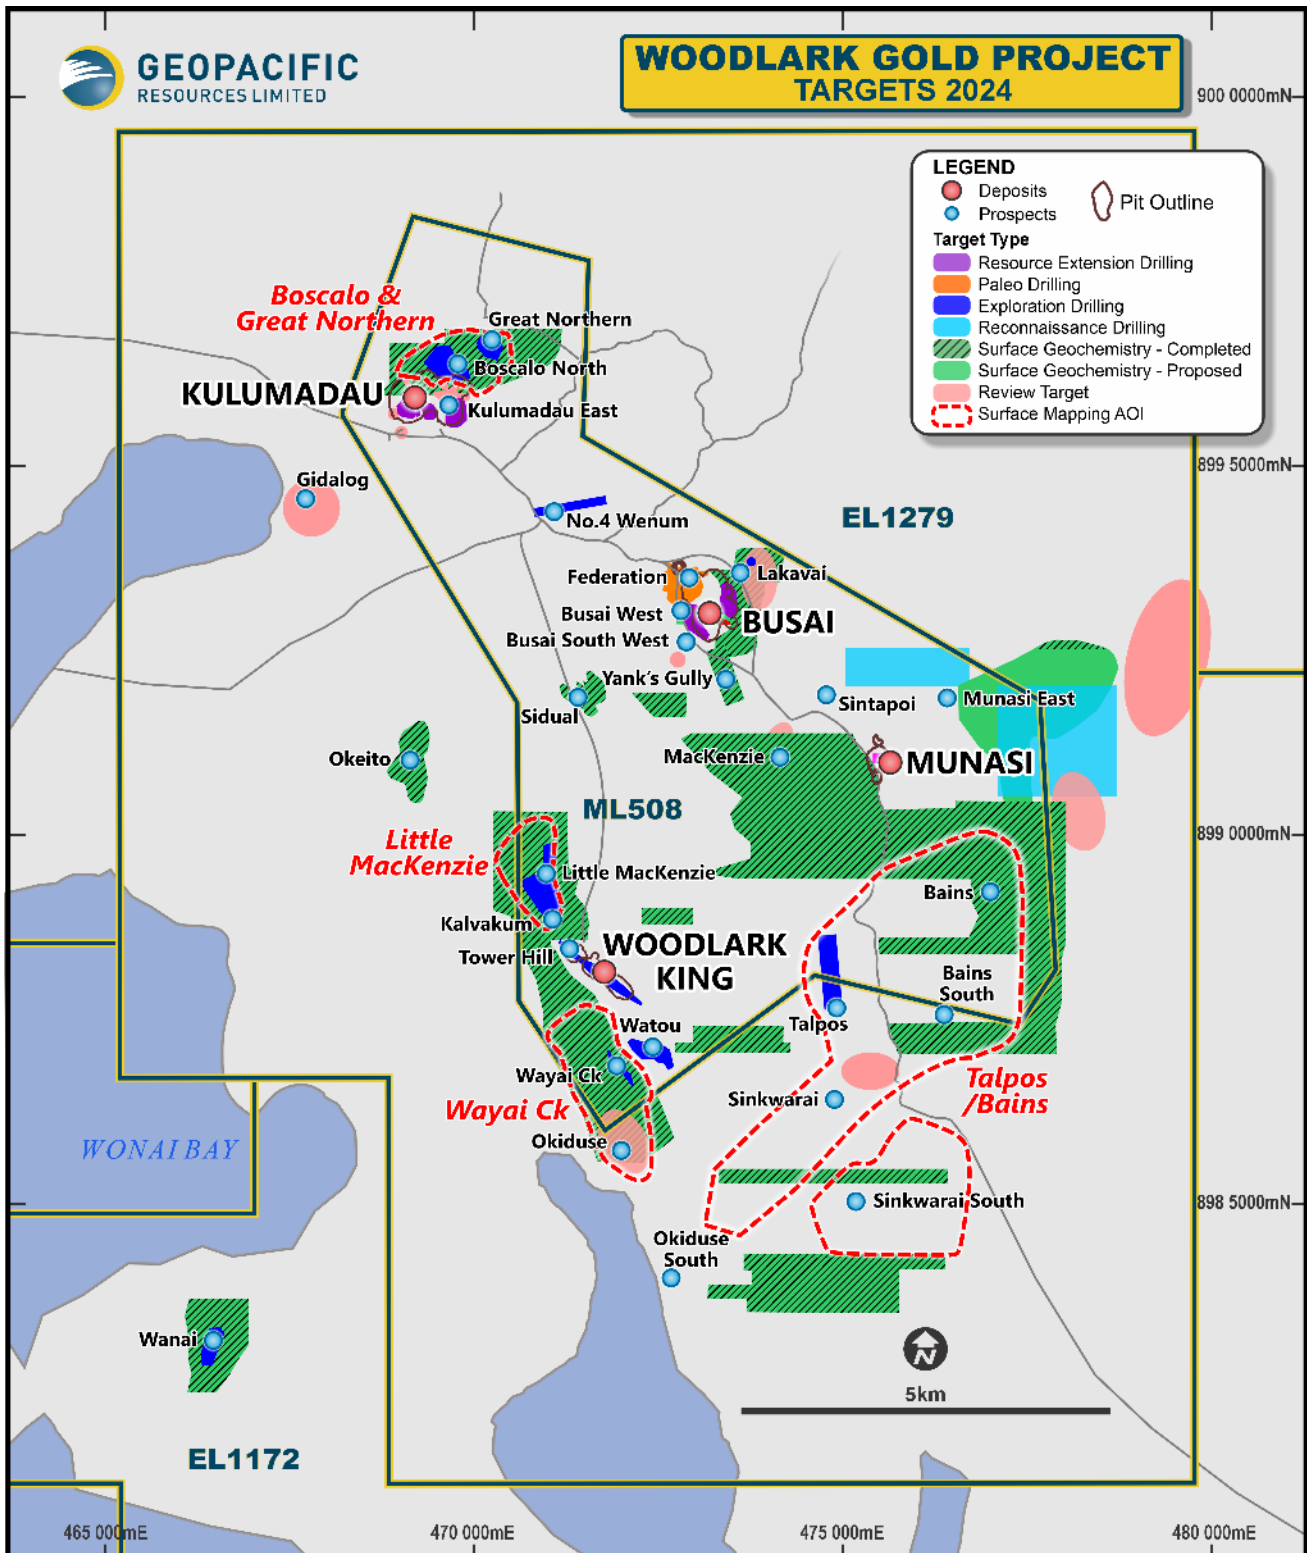 GEOPACIFIC
RESOURCES LIMITED
WOODLARK GOLD PROJECT
TARGETS 2024
900 0000mN
LEGEND
Deposits
Prospects
Pit Outline
Target Type
Resource Extension Drilling
Paleo Drilling
Exploration Drilling
Reconnaissance Drilling
Surface Geochemistry - Completed
Surface Geochemistry - Proposed
Review Target
Surface Mapping AOI
Boscalo &
Great Northern
Great Northern
Boscalo North
KULUMADAU
Kulumadau East
899 5000mN
Gidalog
No.4 Wenum
EL1279
Federation
Lakavai
Busai West
BUSAI
Busai South West
Yank's Gully
Sidual
Sintapoi
Munasi East
Okeito
MacKenzie
MUNASI
ML508
899 0000mN
Little
MacKenzie
Little MacKenzie
Bains
Kalvakum
Tower Hill
WOODLARK
KING
Bains
South
Watou
Talpos
Wayai Ck
Wayai Ck
Sinkwarai
Talpos
/Bains
Okiduse
WONAI BAY
Sinkwarai South
898 5000mN
Okiduse
South
Wanai
N
5km
EL1172
465 000mE
470 000mE
475 000mE
480 000mE